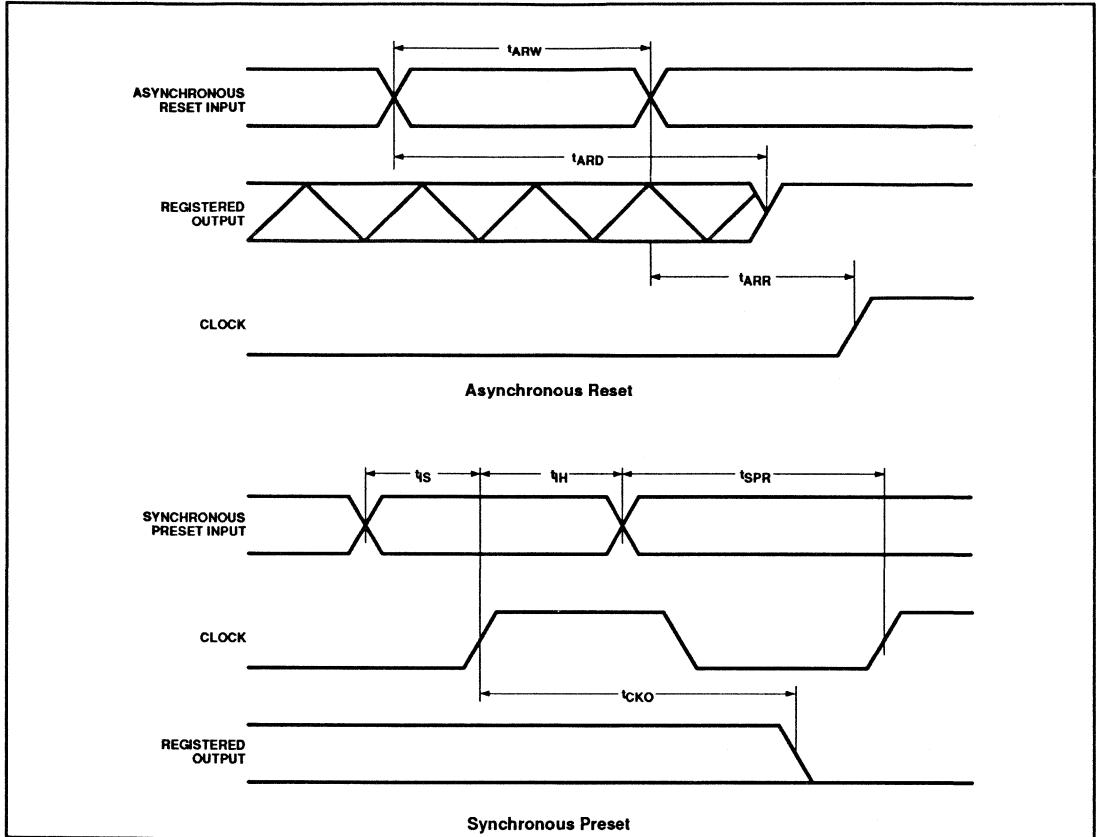 tARW
ASYNCHRONOUS
RESET INPUT
tARD
REGISTERED
OUTPUT
tARR
CLOCK
Asynchronous Reset
tIS
tIH
tSPR
SYNCHRONOUS
PRESET INPUT
CLOCK
tCKO
REGISTERED
OUTPUT
Synchronous Preset